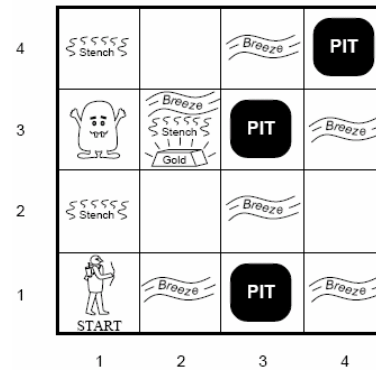 4
Stench
Breeze
PIT
3
Breeze
Stench
Gold
PIT
Breeze
2
Stench
Breeze
1
START
Breeze
PIT
Breeze
1 2 3 4